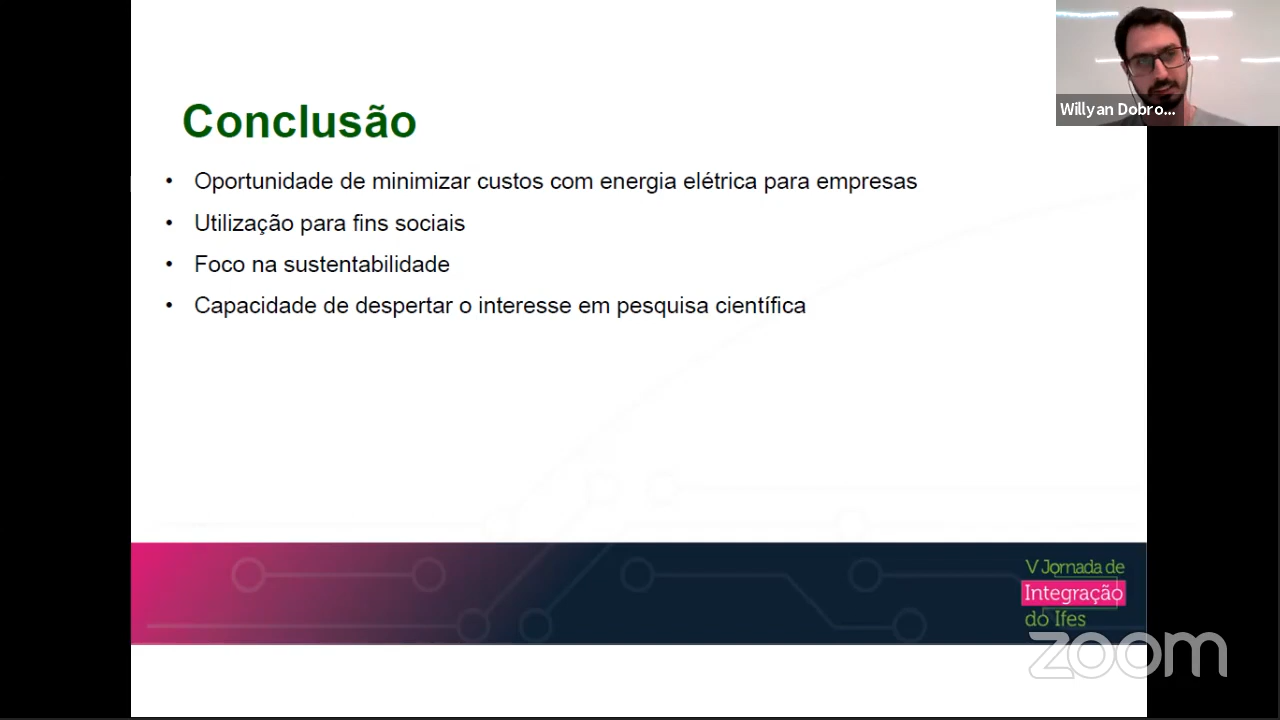 Willyan Dobro...
Conclusão
• Oportunidade de minimizar custos com energia elétrica para empresas
• Utilização para fins sociais
• Foco na sustentabilidade
• Capacidade de despertar o interesse em pesquisa científica
V Jornada de
Integração
do Ifes
zoom